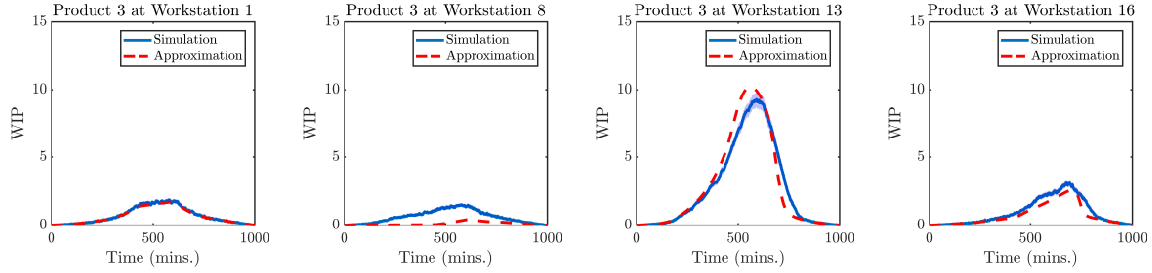 Product 3 at Workstation 1
15
10
5
0
WIP
Simulation
Approximation
0
500
1000
Time (mins.)
Product 3 at Workstation 8
15
10
5
0
WIP
Simulation
Approximation
0
500
1000
Time (mins.)
Product 3 at Workstation 13
15
10
5
0
WIP
Simulation
Approximation
0
500
1000
Time (mins.)
Product 3 at Workstation 16
15
10
5
0
WIP
Simulation
Approximation
0
500
1000
Time (mins.)